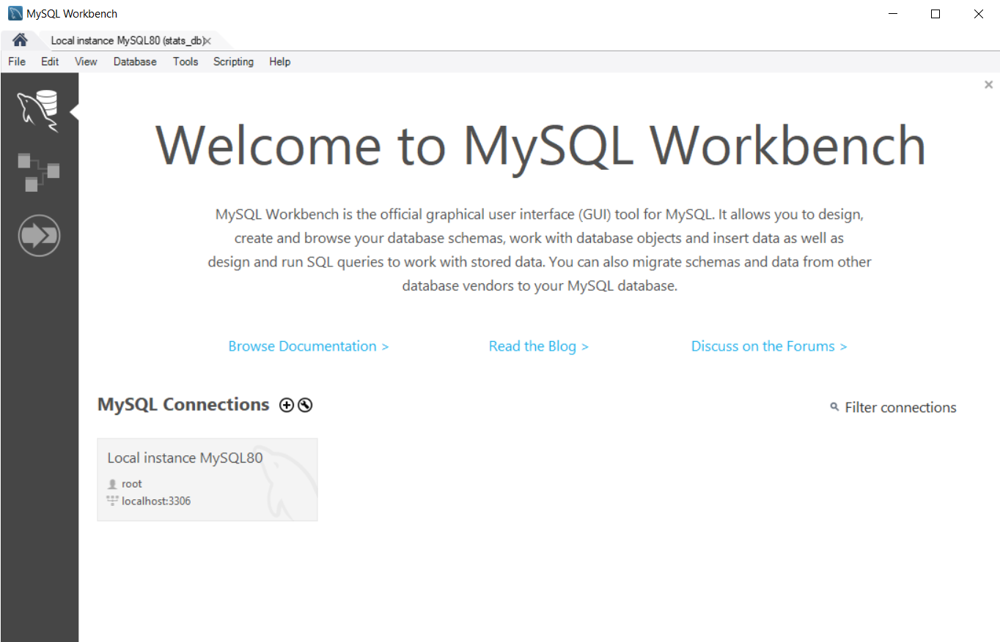 MySQL Workbench
Local instance MySQL80 (stats_db)
File Edit View Database Tools Scripting Help
Welcome to MySQL Workbench
MySQL Workbench is the official graphical user interface (GUI) tool for MySQL. It allows you to design,
create and browse your database schemas, work with database objects and insert data as well as
design and run SQL queries to work with stored data. You can also migrate schemas and data from other
database vendors to your MySQL database.
Browse Documentation > Read the Blog > Discuss on the Forums >
MySQL Connections Filter connections
Local instance MySQL80
root
localhost:3306